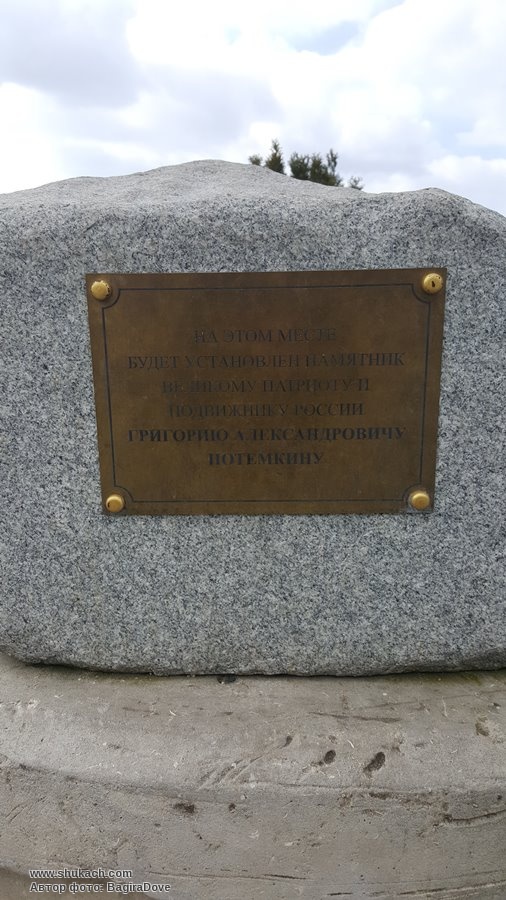 НА ЭТОМ МЕСТЕ
БУДЕТ УСТАНОВЛЕН ПАМЯТНИК
ВЕЛИКОМУ ПАТРИОТУ И
ПОДВИЖНИКУ РОССИИ
ГРИГОРИЮ АЛЕКСАНДРОВИЧУ
ПОТЕМКИНУ
www.shukach.com
Автор фото: BagiraDove